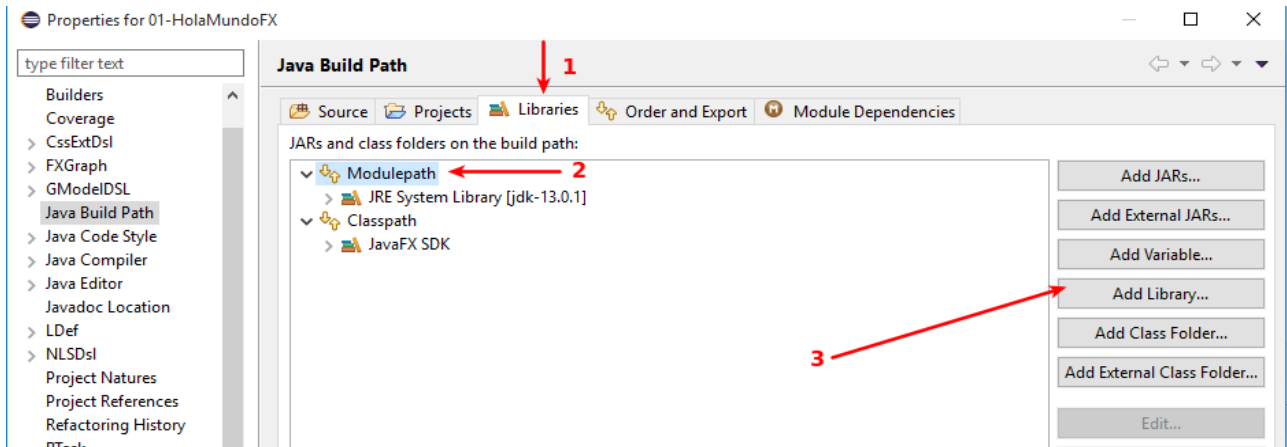 Properties for 01-HolaMundoFX
type filter text
Builders
Coverage
CssExtDsl
FXGraph
GModelDSL
Java Build Path
Java Code Style
Java Compiler
Java Editor
Javadoc Location
LDef
NLSDsl
Project Natures
Project References
Refactoring History
Java Build Path
1
Source Projects Libraries Order and Export Module Dependencies
JARs and class folders on the build path:
Modulepath 2
JRE System Library [jdk-13.0.1]
Classpath
JavaFX SDK
3
Add JARs...
Add External JARs...
Add Variable...
Add Library...
Add Class Folder...
Add External Class Folder...
Edit...